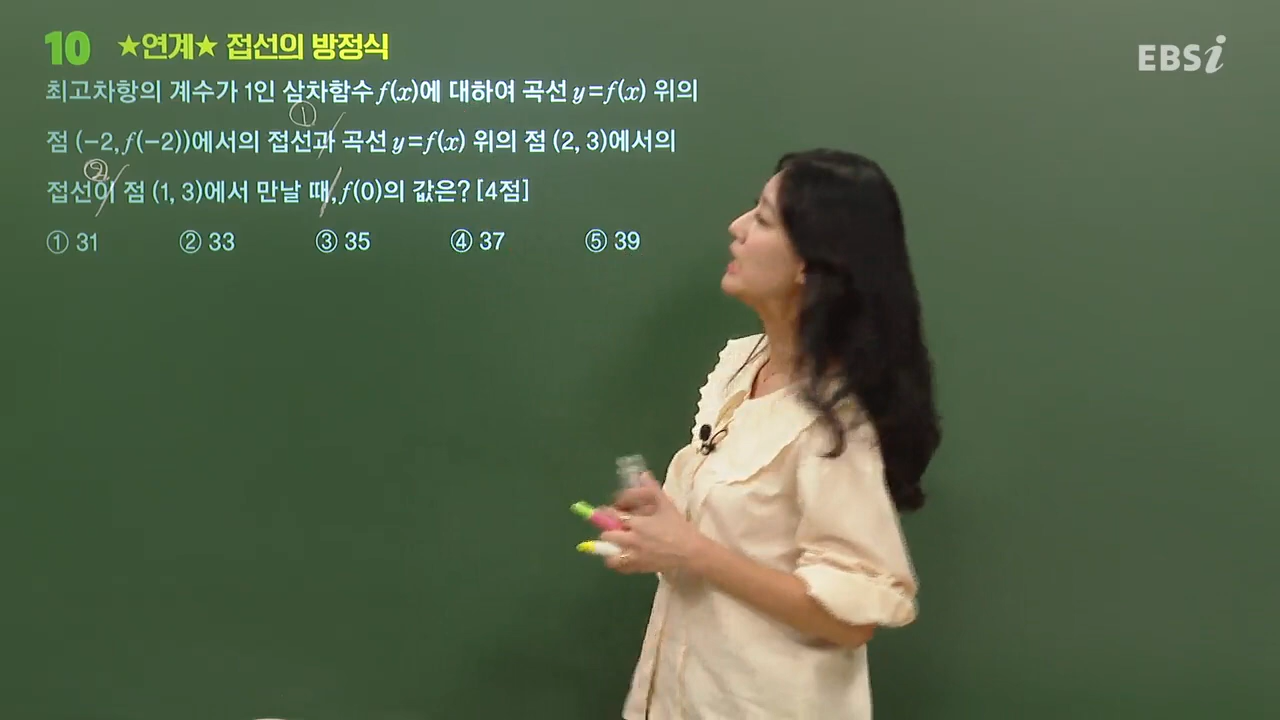 10 ★연계★ 접선의 방정식
EBSi
최고차항의 계수가 1인 삼차함수 f(x)에 대하여 곡선 y=f(x) 위의
①
점 (-2, f(-2))에서의 접선과 곡선 y=f(x) 위의 점 (2, 3)에서의
②
접선이 점 (1, 3)에서 만날 때, f(0)의 값은? [4점]
① 31 ② 33 ③ 35 ④ 37 ⑤ 39